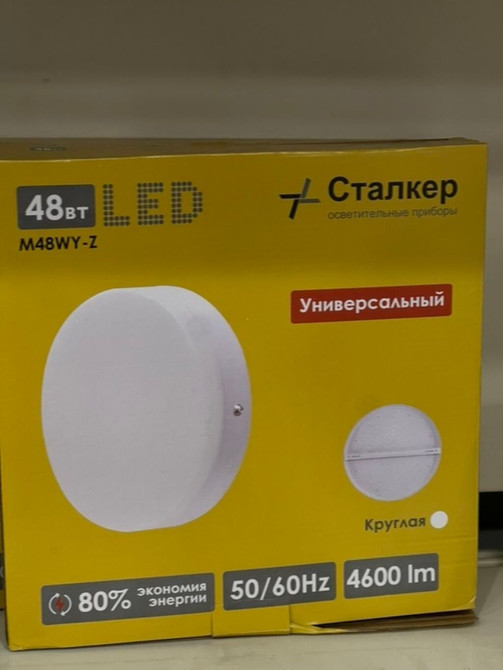 48вт LED
M48WY-Z
Сталкер
осветительные приборы
Универсальный
Круглая
80% экономия
энергии
50/60Hz
4600 lm